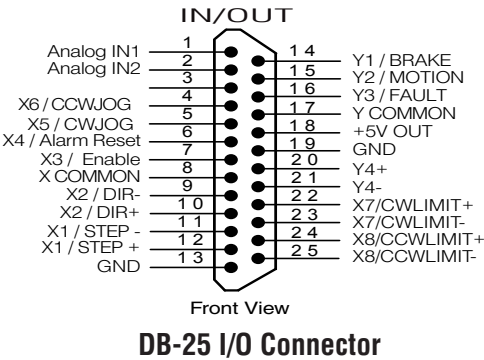 IN/OUT
1
Analog IN1
2
Analog IN2
3
4
X6 / CCWJOG
5
X5 / CWJOG
6
X4 / Alarm Reset
7
X3 / Enable
8
X COMMON
9
X2 / DIR-
10
X2 / DIR+
11
X1 / STEP -
12
X1 / STEP +
13
GND
14
Y1 / BRAKE
15
Y2 / MOTION
16
Y3 / FAULT
17
Y COMMON
18
+5V OUT
19
GND
20
Y4+
21
Y4-
22
X7/CWLIMIT+
23
X7/CWLIMIT-
24
X8/CCWLIMIT+
25
X8/CCWLIMIT-
Front View
DB-25 I/O Connector